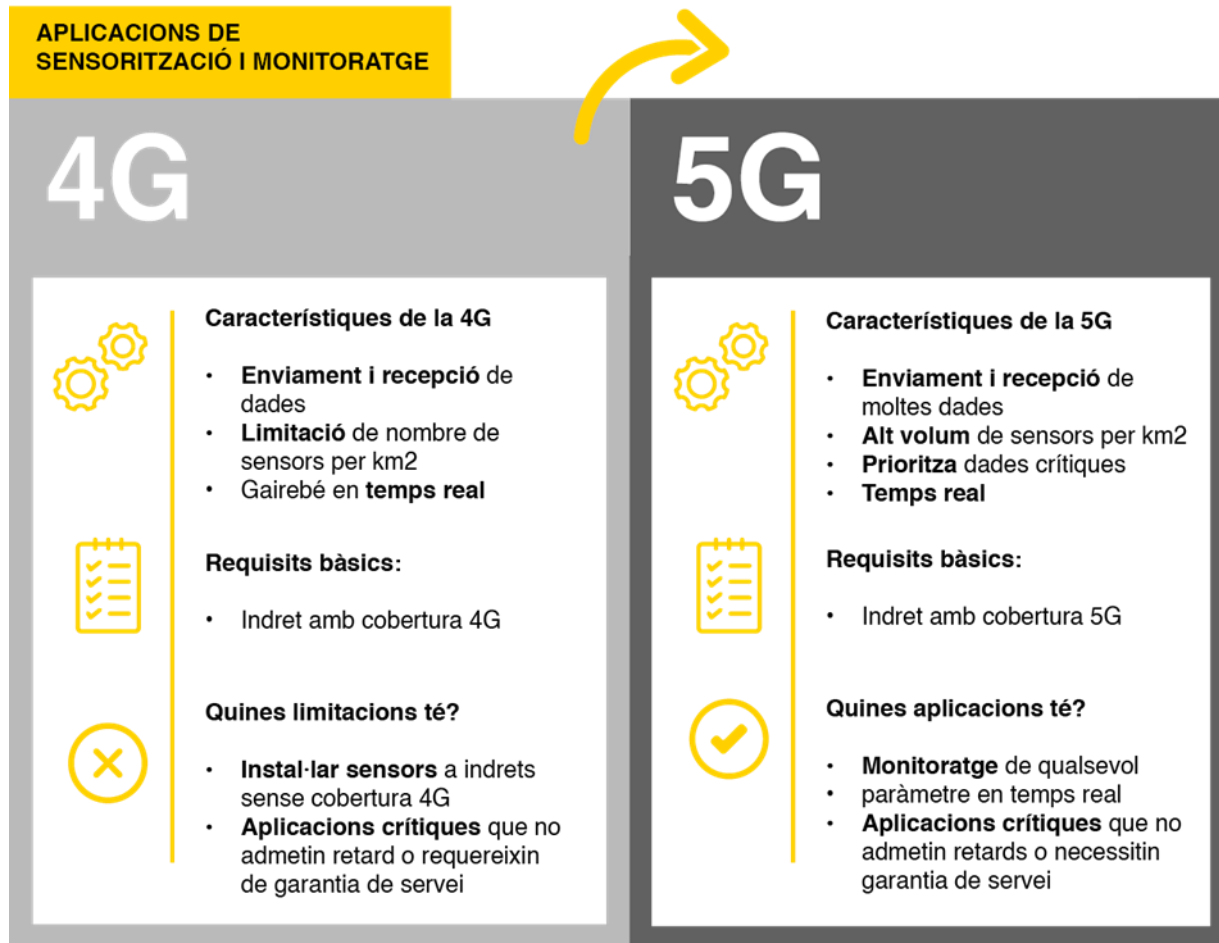 APLICACIONS DE
SENSORITZACIÓ I MONITORATGE
4G
Característiques de la 4G
• Enviament i recepció de
dades
• Limitació de nombre de
sensors per km2
• Gairebé en temps real
Requisits bàsics:
• Indret amb cobertura 4G
Quines limitacions té?
• Instal·lar sensors a indrets
sense cobertura 4G
• Aplicacions crítiques que no
admetin retard o requereixin
de garantia de servei
5G
Característiques de la 5G
• Enviament i recepció de
moltes dades
• Alt volum de sensors per km2
• Prioritza dades crítiques
• Temps real
Requisits bàsics:
• Indret amb cobertura 5G
Quines aplicacions té?
• Monitoratge de qualsevol
• paràmetre en temps real
• Aplicacions crítiques que no
admetin retards o necessitin
garantia de servei